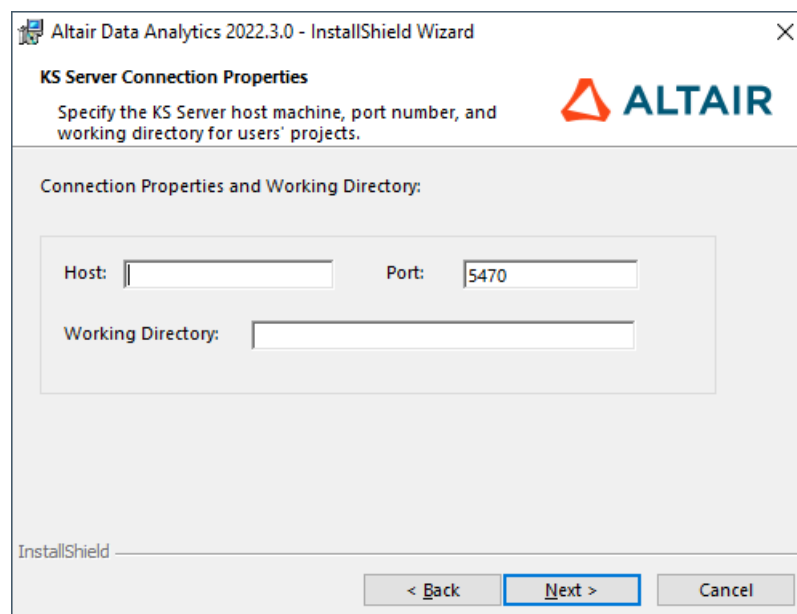 Altair Data Analytics 2022.3.0 - InstallShield Wizard
KS Server Connection Properties
Specify the KS Server host machine, port number, and
working directory for users' projects.
ALTAIR
Connection Properties and Working Directory:
Host: Port: 5470
Working Directory:
InstallShield
< Back Next > Cancel